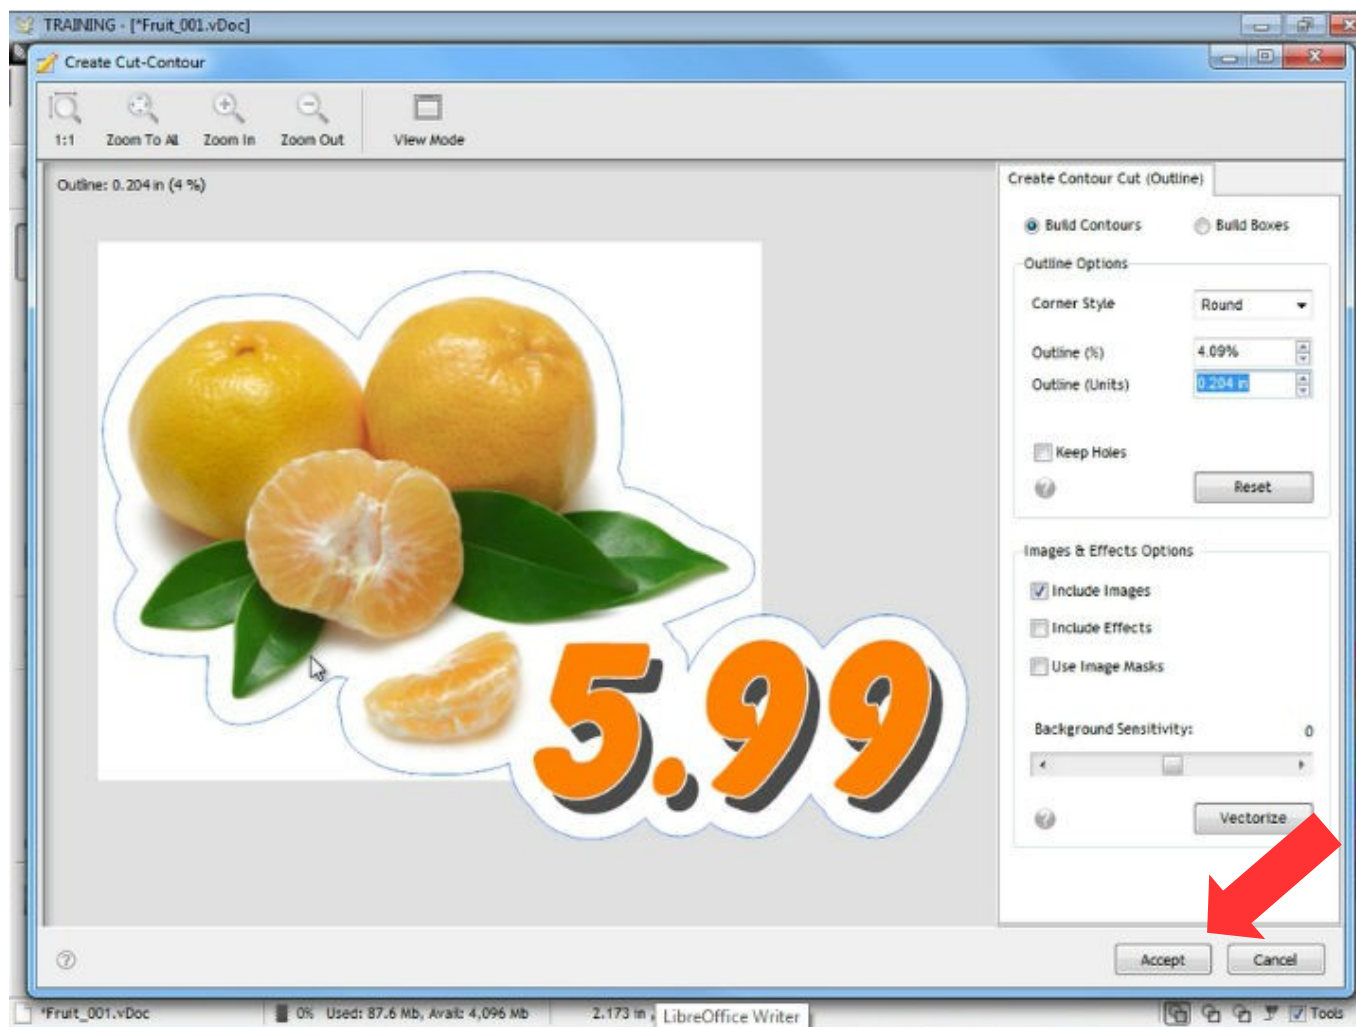 TRAINING - [*Fruit_001.vDoc]
Create Cut-Contour
1:1 Zoom To All Zoom In Zoom Out View Mode
Outline: 0.204 in (4 %)
Create Contour Cut (Outline)
Build Contours Build Boxes
Outline Options
Corner Style Round
Outline (%) 4.09%
Outline (Units) 0.204 in
Keep Holes
Reset
Images & Effects Options
Include Images
Include Effects
Use Image Masks
Background Sensitivity: 0
Vectorize
5.99
Accept Cancel
*Fruit_001.vDoc 0% Used: 87.6 Mb, Avail: 4,096 Mb 2.173 in , LibreOffice Writer Tools